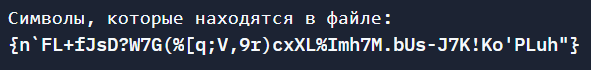 Символы, которые находятся в файле:
{n`FL+fJsD?W7G(%[q;V,9r)cxXL%Imh7M.bUs-J7K!Ko'PLuh"}